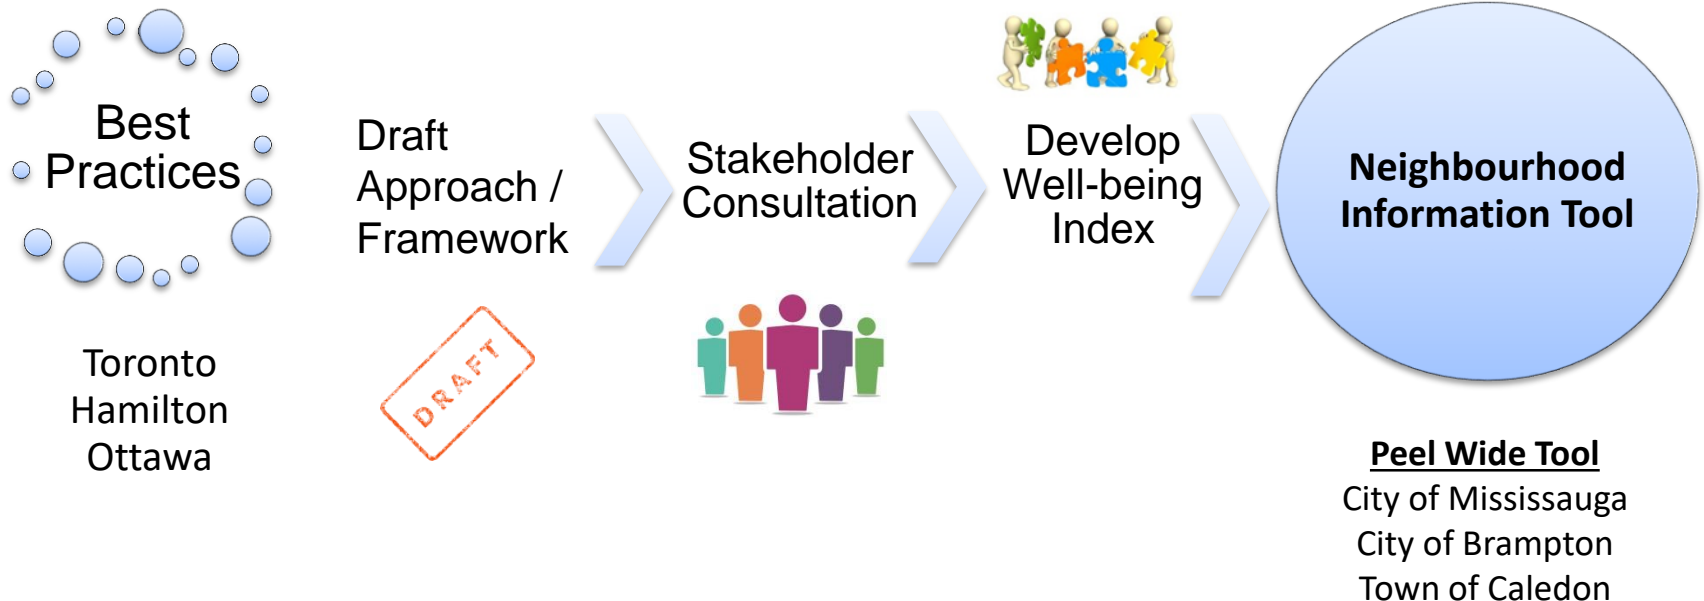 Best
Practices
Toronto
Hamilton
Ottawa
Draft
Approach /
Framework
DRAFT
Stakeholder
Consultation
Develop
Well-being
Index
Neighbourhood
Information Tool
Peel Wide Tool
City of Mississauga
City of Brampton
Town of Caledon